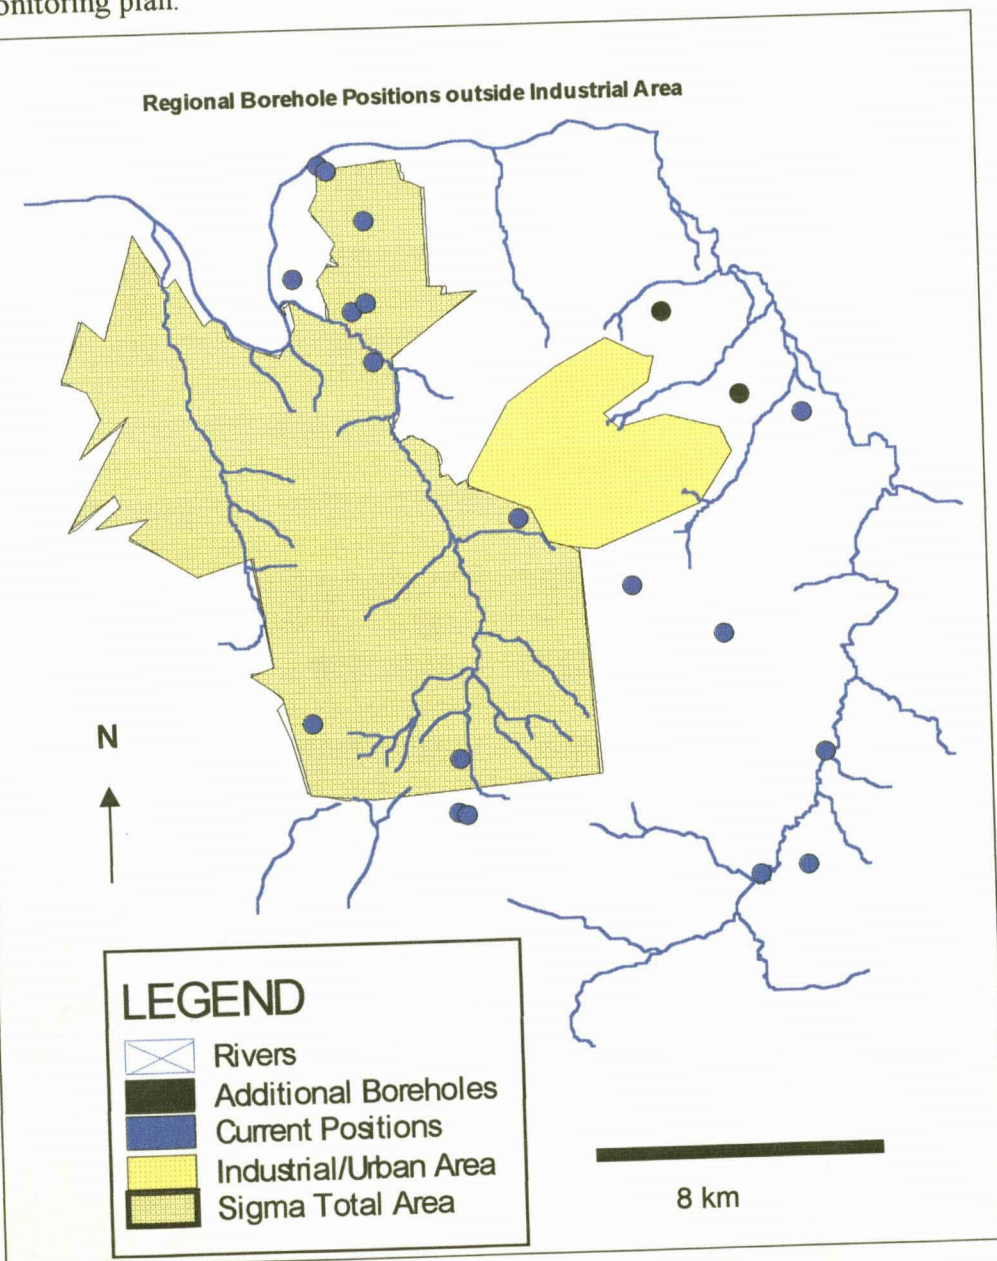 monitoring plan.
Regional Borehole Positions outside Industrial Area
N
LEGEND
Rivers
Additional Boreholes
Current Positions
Industrial/Urban Area
Sigma Total Area
8 km